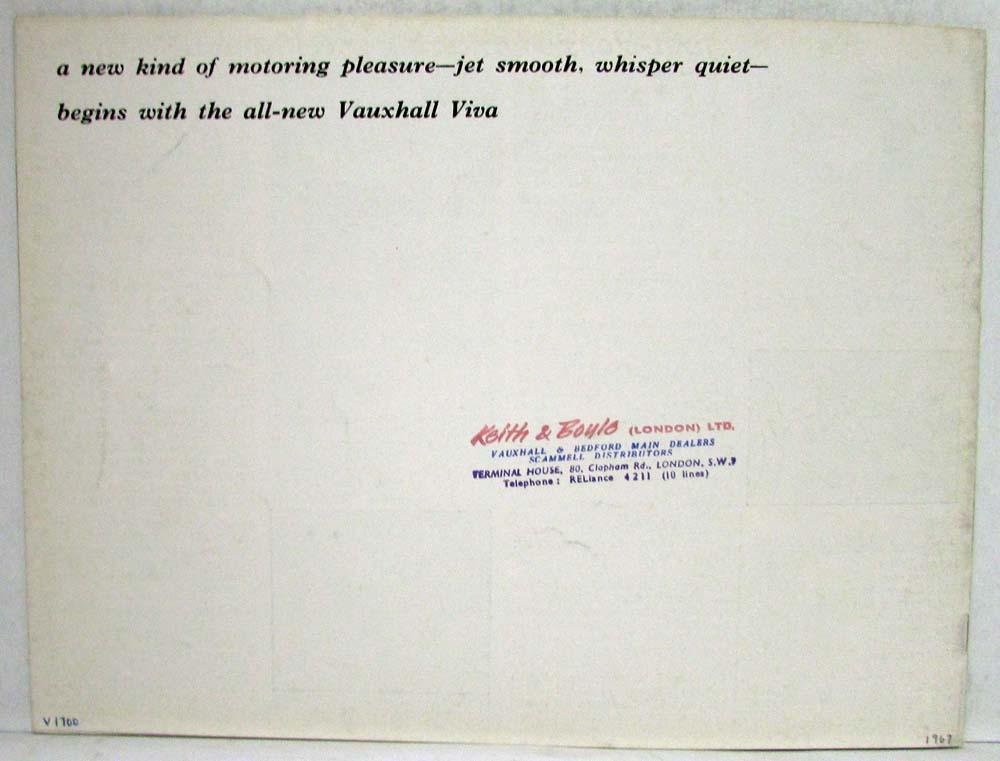 a new kind of motoring pleasure—jet smooth, whisper quiet—
begins with the all-new Vauxhall Viva
Keith & Boyle (LONDON) LTD.
VAUXHALL & BEDFORD MAIN DEALERS
SCAMMELL DISTRIBUTORS
TERMINAL HOUSE, 80, Clapham Rd., LONDON, S.W.9
Telephone: RELiance 4211 (10 lines)
V1700
1967